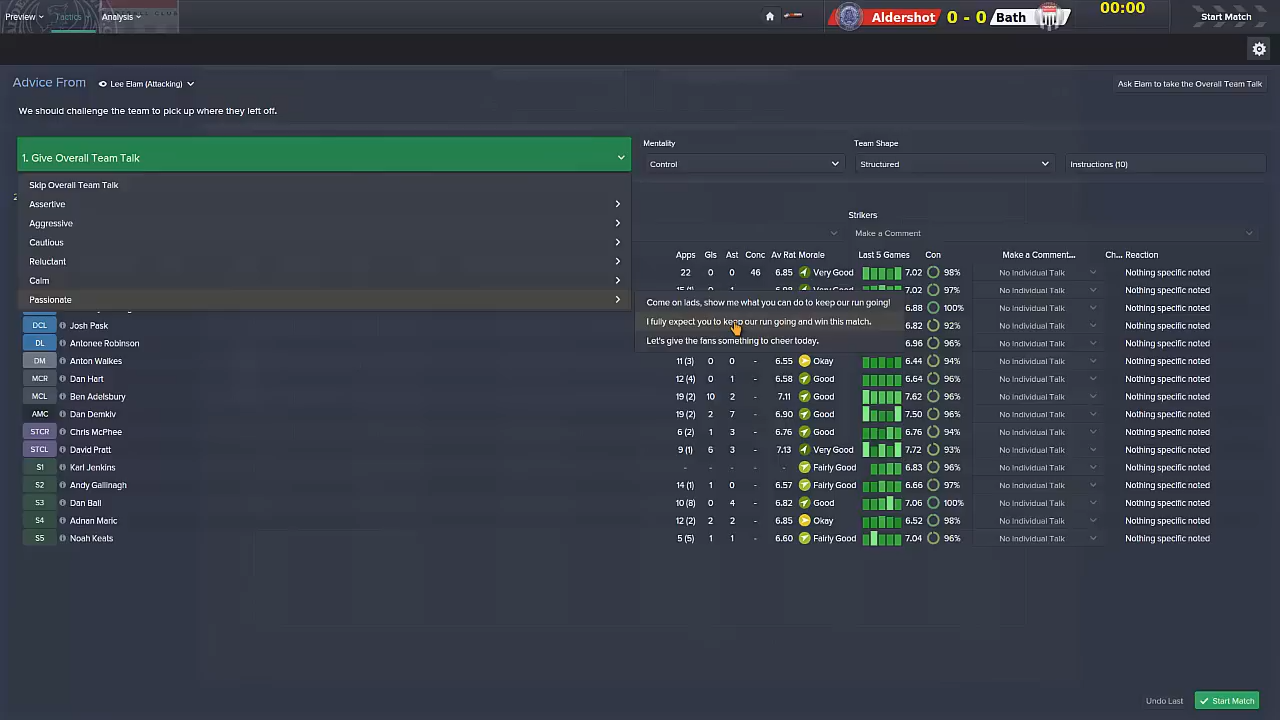 Preview Tactics Analysis
Aldershot 0 - 0 Bath 00:00 Start Match
Advice From Lee Elam (Attacking) Ask Elam to take the Overall Team Talk
We should challenge the team to pick up where they left off.
Mentality Team Shape
1. Give Overall Team Talk Control Structured Instructions (10)
Skip Overall Team Talk
Assertive
Strikers
Aggressive
Make a Comment
Cautious
Apps Gls Ast Conc Av Rat Morale Last 5 Games Con Make a Comment... Ch... Reaction
Reluctant
22 0 0 46 6.85 Very Good 7.02 98% No Individual Talk Nothing specific noted
Calm
7.02 97% No Individual Talk Nothing specific noted
Passionate
Come on lads, show me what you can do to keep our run going! 6.88 100% No Individual Talk Nothing specific noted
I fully expect you to keep our run going and win this match.
DCL Josh Pask 6.82 92% No Individual Talk Nothing specific noted
Let's give the fans something to cheer today.
DL Antonee Robinson 6.96 96% No Individual Talk Nothing specific noted
DM Anton Walkes 11 (3) 0 0 - 6.55 Okay 6.44 94% No Individual Talk Nothing specific noted
MCR Dan Hart 12 (4) 0 1 - 6.58 Good 6.64 96% No Individual Talk Nothing specific noted
MCL Ben Adelsbury 19 (2) 10 2 - 7.11 Good 7.62 96% No Individual Talk Nothing specific noted
AMC Dan Demkiv 19 (2) 2 7 - 6.90 Good 7.50 96% No Individual Talk Nothing specific noted
STCR Chris McPhee 6 (2) 1 3 - 6.76 Good 6.76 94% No Individual Talk Nothing specific noted
STCL David Pratt 9 (1) 6 3 - 7.13 Very Good 7.72 93% No Individual Talk Nothing specific noted
S1 Karl Jenkins - - - - - Fairly Good 6.83 96% No Individual Talk Nothing specific noted
S2 Andy Gallinagh 14 (1) 1 0 - 6.57 Fairly Good 6.66 97% No Individual Talk Nothing specific noted
S3 Dan Ball 10 (8) 0 4 - 6.82 Good 7.06 100% No Individual Talk Nothing specific noted
S4 Adnan Maric 12 (2) 2 2 - 6.85 Okay 6.52 98% No Individual Talk Nothing specific noted
S5 Noah Keats 5 (5) 1 1 - 6.60 Fairly Good 7.04 96% No Individual Talk Nothing specific noted
Undo Last Start Match